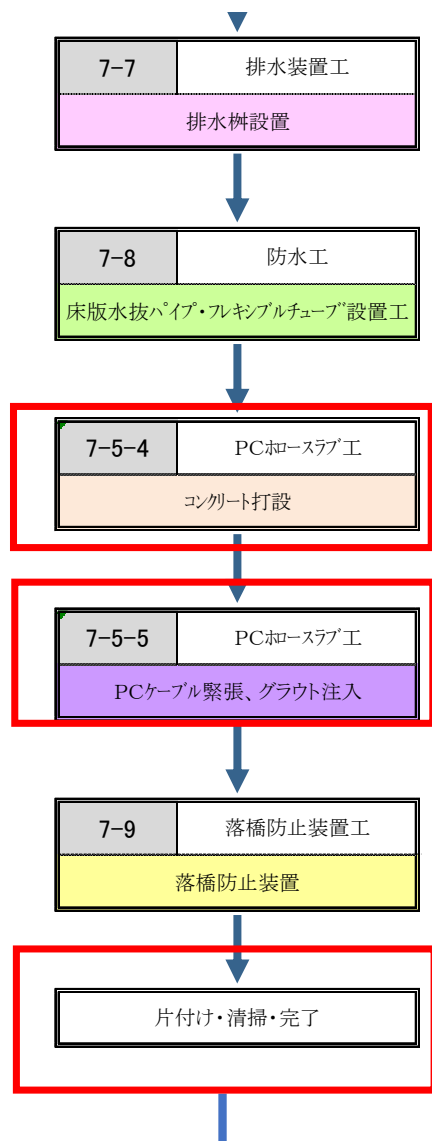 7-7 排水装置工
排水桝設置
7-8 防水工
床版水抜ﾊﾟｲﾌﾟ・ﾌﾚｷｼﾌﾞﾙﾁｭｰﾌﾞ設置工
7-5-4 PCﾎﾛｰｽﾗﾌﾞ工
ｺﾝｸﾘｰﾄ打設
7-5-5 PCﾎﾛｰｽﾗﾌﾞ工
PCｹｰﾌﾞﾙ緊張、グラウト注入
7-9 落橋防止装置工
落橋防止装置
片付け・清掃・完了